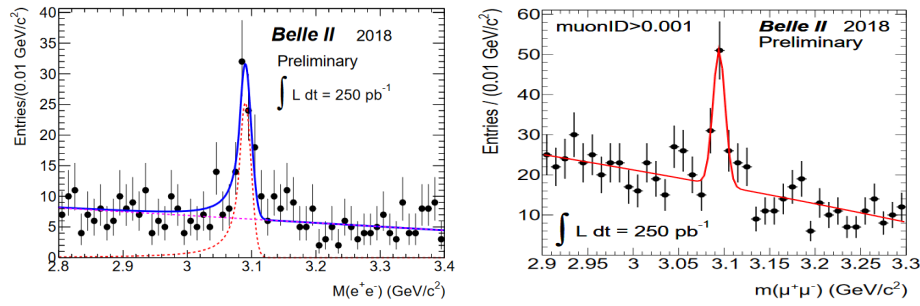 Belle II 2018
Preliminary
∫ L dt = 250 pb⁻¹
Entries/(0.01 GeV/c²)
40
35
30
25
20
15
10
5
0
2.8 2.9 3 3.1 3.2 3.3 3.4
M(e⁺e⁻) (GeV/c²)
muonID>0.001 Belle II 2018
Preliminary
∫ L dt = 250 pb⁻¹
Entries / (0.01 GeV/c²)
60
50
40
30
20
10
2.9 2.95 3 3.05 3.1 3.15 3.2 3.25 3.3
m(μ⁺μ⁻) (GeV/c²)